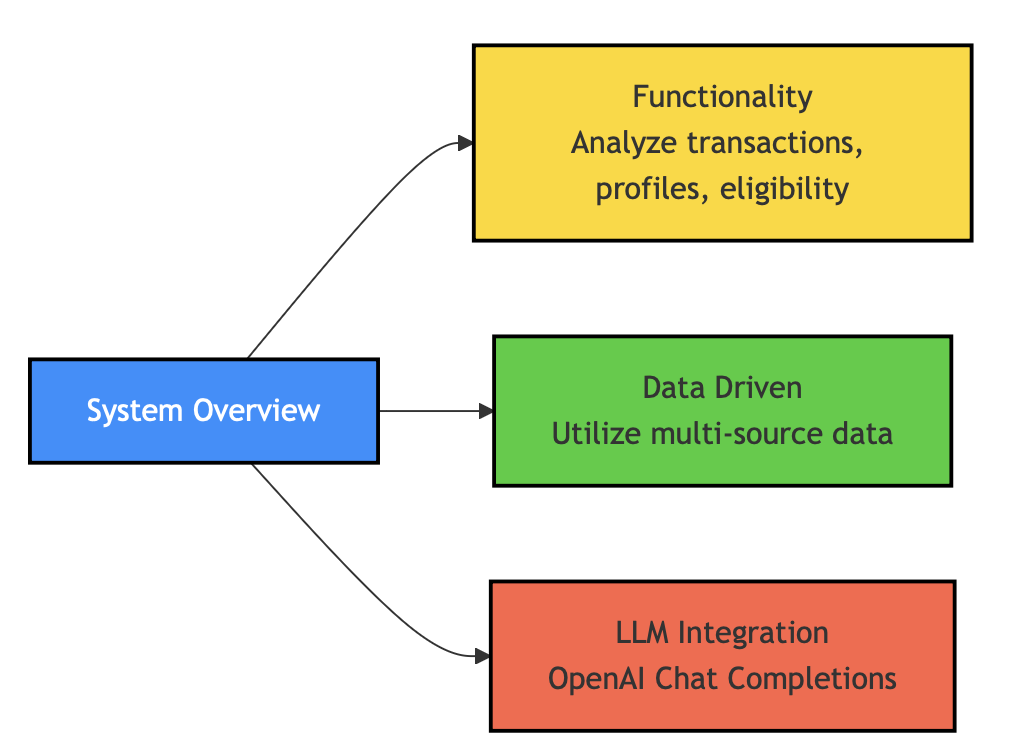 Functionality
Analyze transactions,
profiles, eligibility
System Overview
Data Driven
Utilize multi-source data
LLM Integration
OpenAI Chat Completions